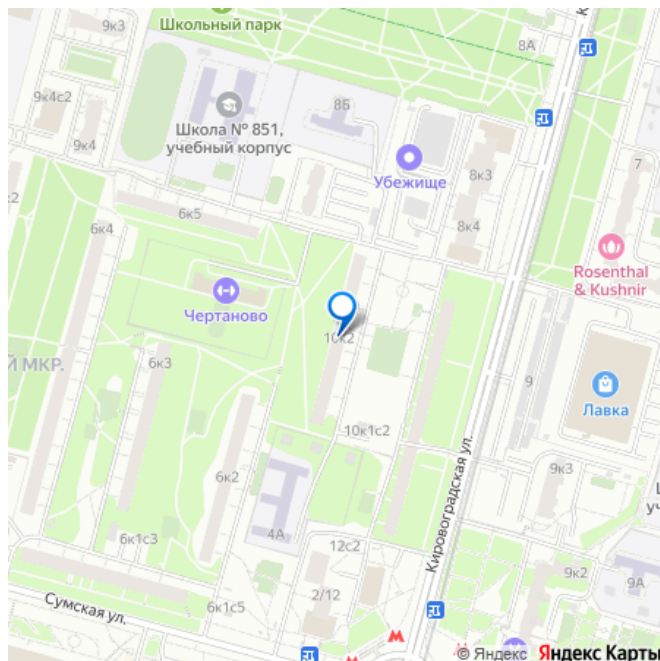 9к3
Школьный парк
8А
К
9к4с2
8Б
Школа № 851,
учебный корпус
9к4
Убежище
8к3
7
к2
6к5
8к4
6к4
Rosenthal
& Kushnir
Чертаново
10к2
Й МКР.
6к3
9
Лавка
10к1с2
Кировоградская ул.
6к2
9к3
уч
4А
6к1с3
12с2
9к2
9А
2/12
6к1с5
Сумская ул.
© Яндекс Яндекс Карты